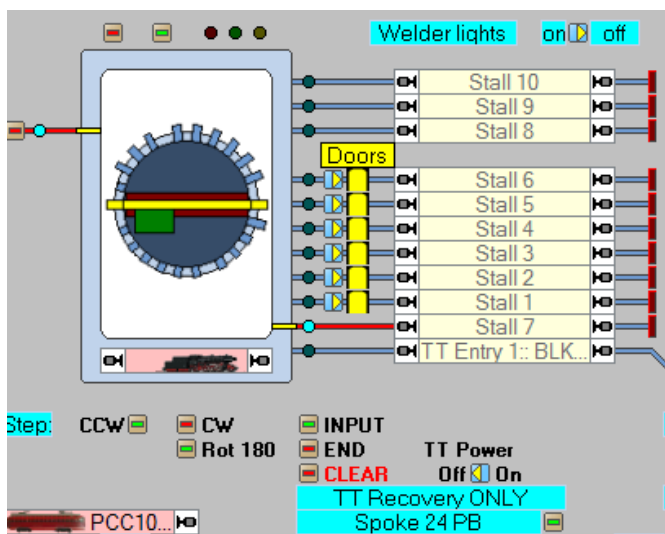 Welder lights on off
Stall 10
Stall 9
Stall 8
Doors
Stall 6
Stall 5
Stall 4
Stall 3
Stall 2
Stall 1
Stall 7
TT Entry 1:: BLK...
Step: CCW CW INPUT
Rot 180 END TT Power
CLEAR Off On
TT Recovery ONLY
PCC10... Spoke 24 PB